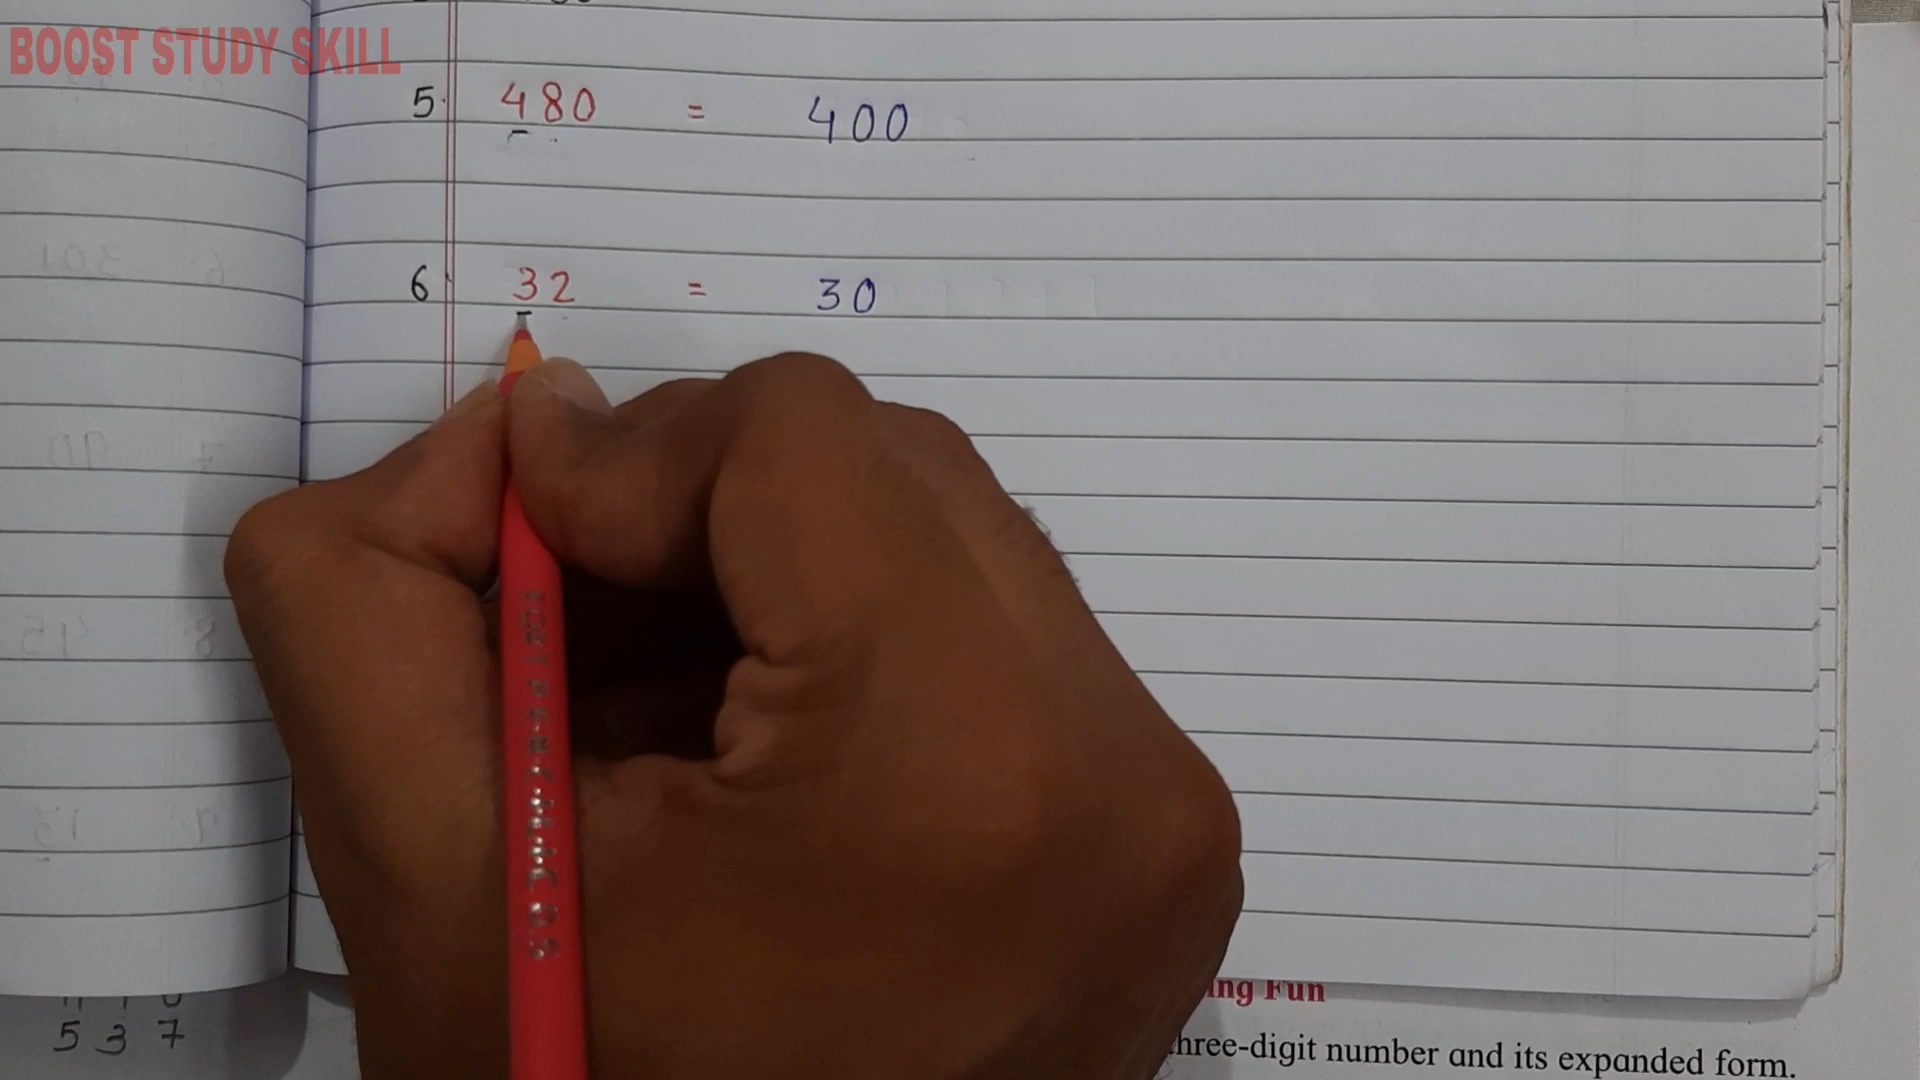 BOOST STUDY SKILL
5. 480 = 400
6. 32 = 30
5 3 7
ing Fun
three-digit number and its expanded form.